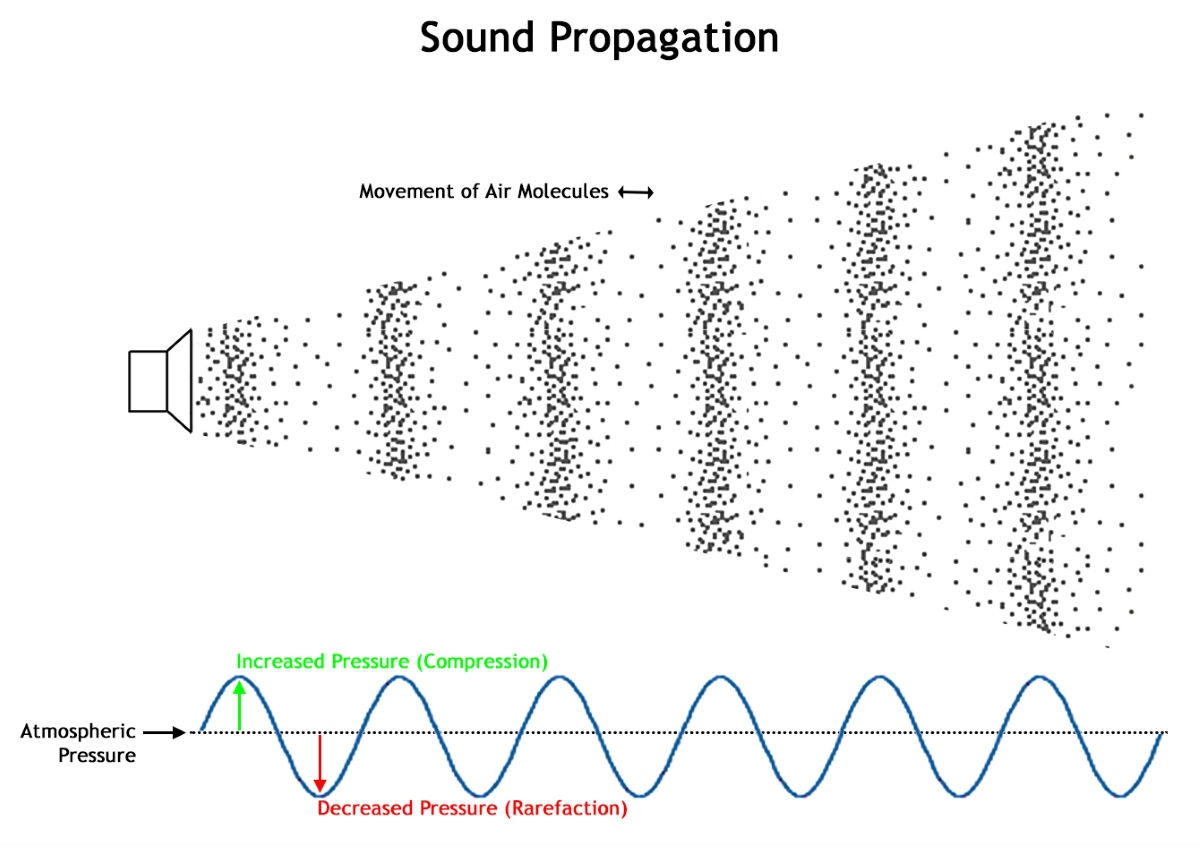 Sound Propagation
Movement of Air Molecules
Increased Pressure (Compression)
Atmospheric
Pressure
Decreased Pressure (Rarefaction)